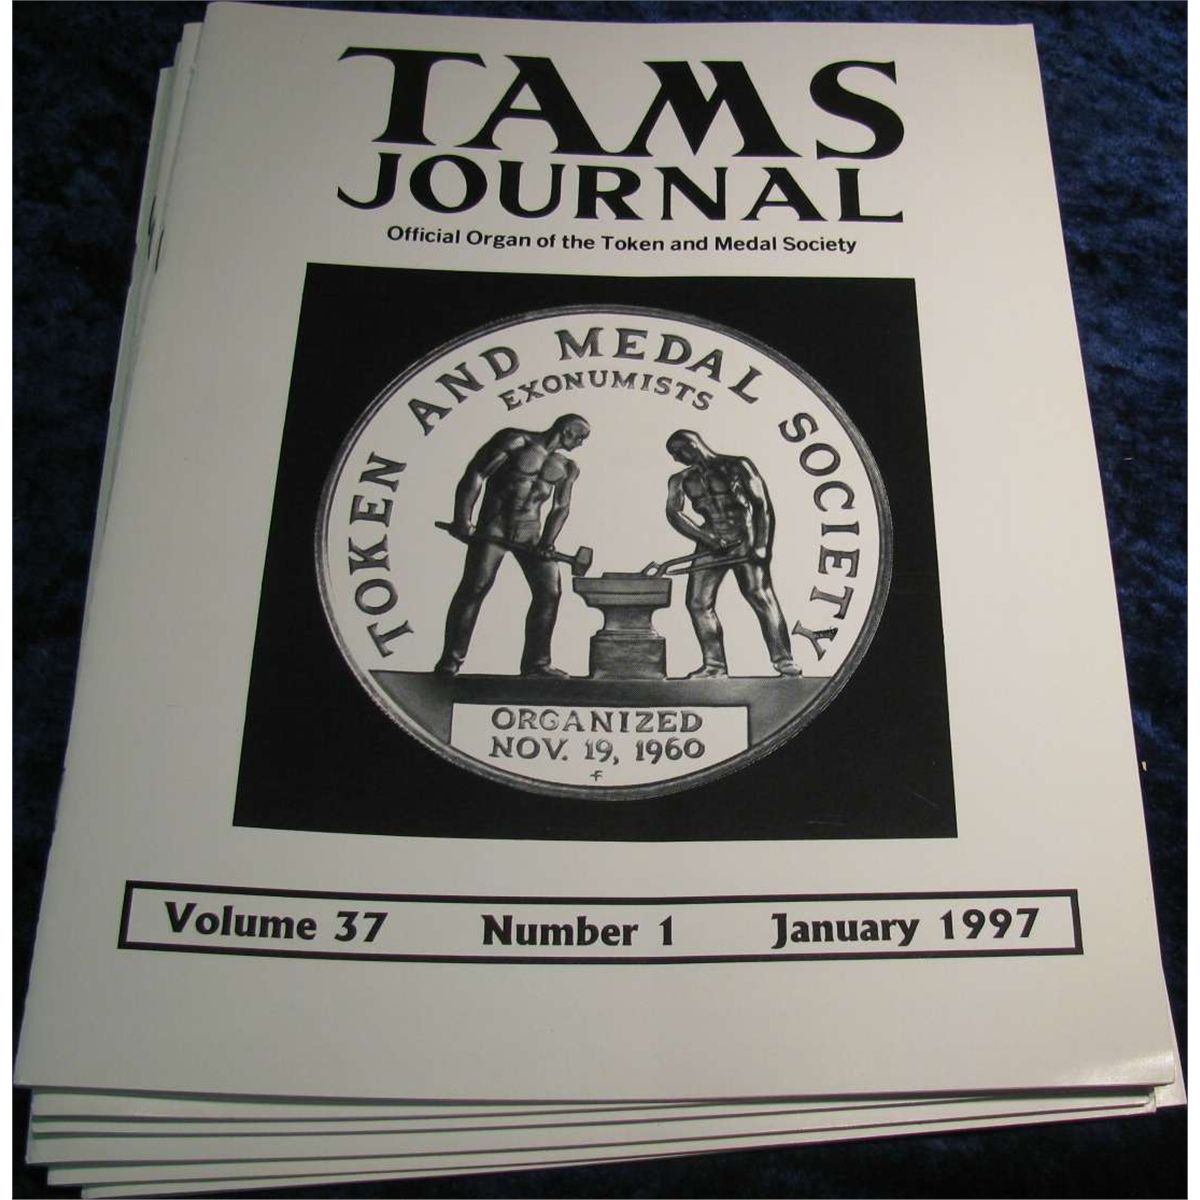 TAMS
JOURNAL
Official Organ of the Token and Medal Society
TOKEN AND MEDAL SOCIETY
EXONUMISTS
ORGANIZED
NOV. 19, 1960
F
Volume 37 Number 1 January 1997